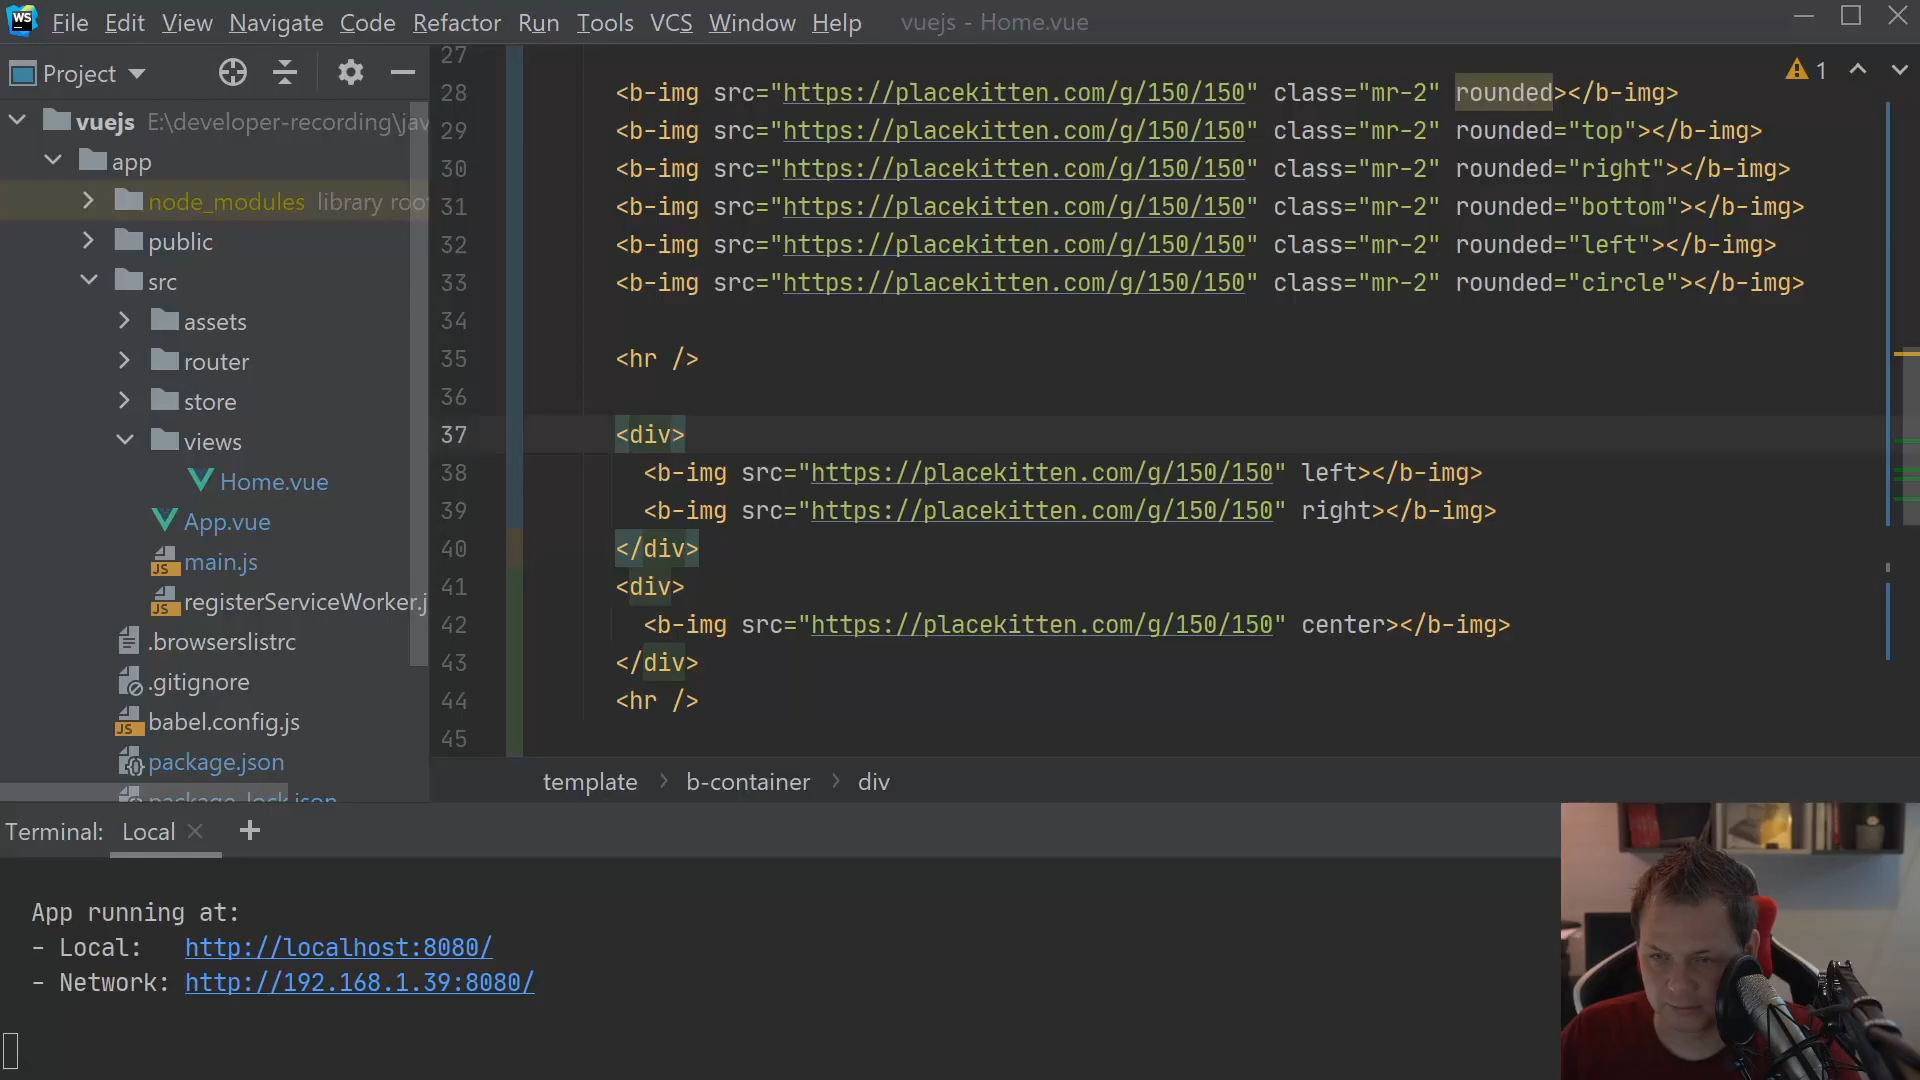 WS File Edit View Navigate Code Refactor Run Tools VCS Window Help vuejs - Home.vue
Project
vuejs E:\developer-recording\jav
app
node_modules library roo
public
src
assets
router
store
views
Home.vue
App.vue
JS main.js
JS registerServiceWorker.j
.browserslistrc
.gitignore
JS babel.config.js
package.json
package-lock.json
1
27
28 <b-img src="https://placekitten.com/g/150/150" class="mr-2" rounded></b-img>
29 <b-img src="https://placekitten.com/g/150/150" class="mr-2" rounded="top"></b-img>
30 <b-img src="https://placekitten.com/g/150/150" class="mr-2" rounded="right"></b-img>
31 <b-img src="https://placekitten.com/g/150/150" class="mr-2" rounded="bottom"></b-img>
32 <b-img src="https://placekitten.com/g/150/150" class="mr-2" rounded="left"></b-img>
33 <b-img src="https://placekitten.com/g/150/150" class="mr-2" rounded="circle"></b-img>
34
35 <hr />
36
37 <div>
38 <b-img src="https://placekitten.com/g/150/150" left></b-img>
39 <b-img src="https://placekitten.com/g/150/150" right></b-img>
40 </div>
41 <div>
42 <b-img src="https://placekitten.com/g/150/150" center></b-img>
43 </div>
44 <hr />
45
template > b-container > div
Terminal: Local × +
App running at:
- Local: http://localhost:8080/
- Network: http://192.168.1.39:8080/